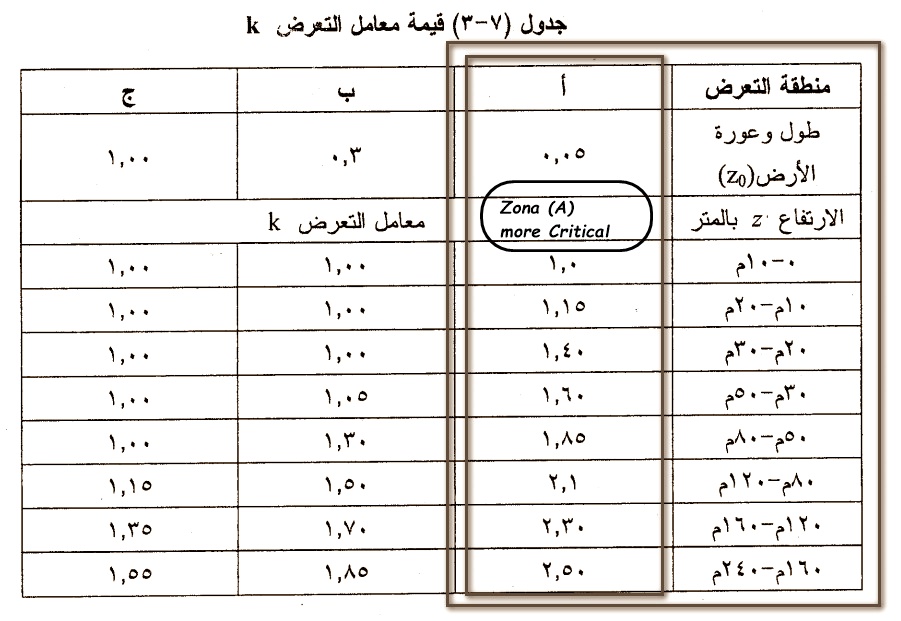 جدول (٧-٣) قيمة معامل التعرض k
منطقة التعرض أ ب ج
طول وعورة
الأرض(z0) ٠,٠٥ ٠,٣ ١,٠٠
الارتفاع z بالمتر معامل التعرض k
Zona (A)
more Critical
٠-١٠م ١,٠ ١,٠٠ ١,٠٠
١٠م-٢٠م ١,١٥ ١,٠٠ ١,٠٠
٢٠م-٣٠م ١,٤٠ ١,٠٠ ١,٠٠
٣٠م-٥٠م ١,٦٠ ١,٠٥ ١,٠٠
٥٠م-٨٠م ١,٨٥ ١,٣٠ ١,٠٠
٨٠م-١٢٠م ٢,١ ١,٥٠ ١,١٥
١٢٠م-١٦٠م ٢,٣٠ ١,٧٠ ١,٣٥
١٦٠م-٢٤٠م ٢,٥٠ ١,٨٥ ١,٥٥